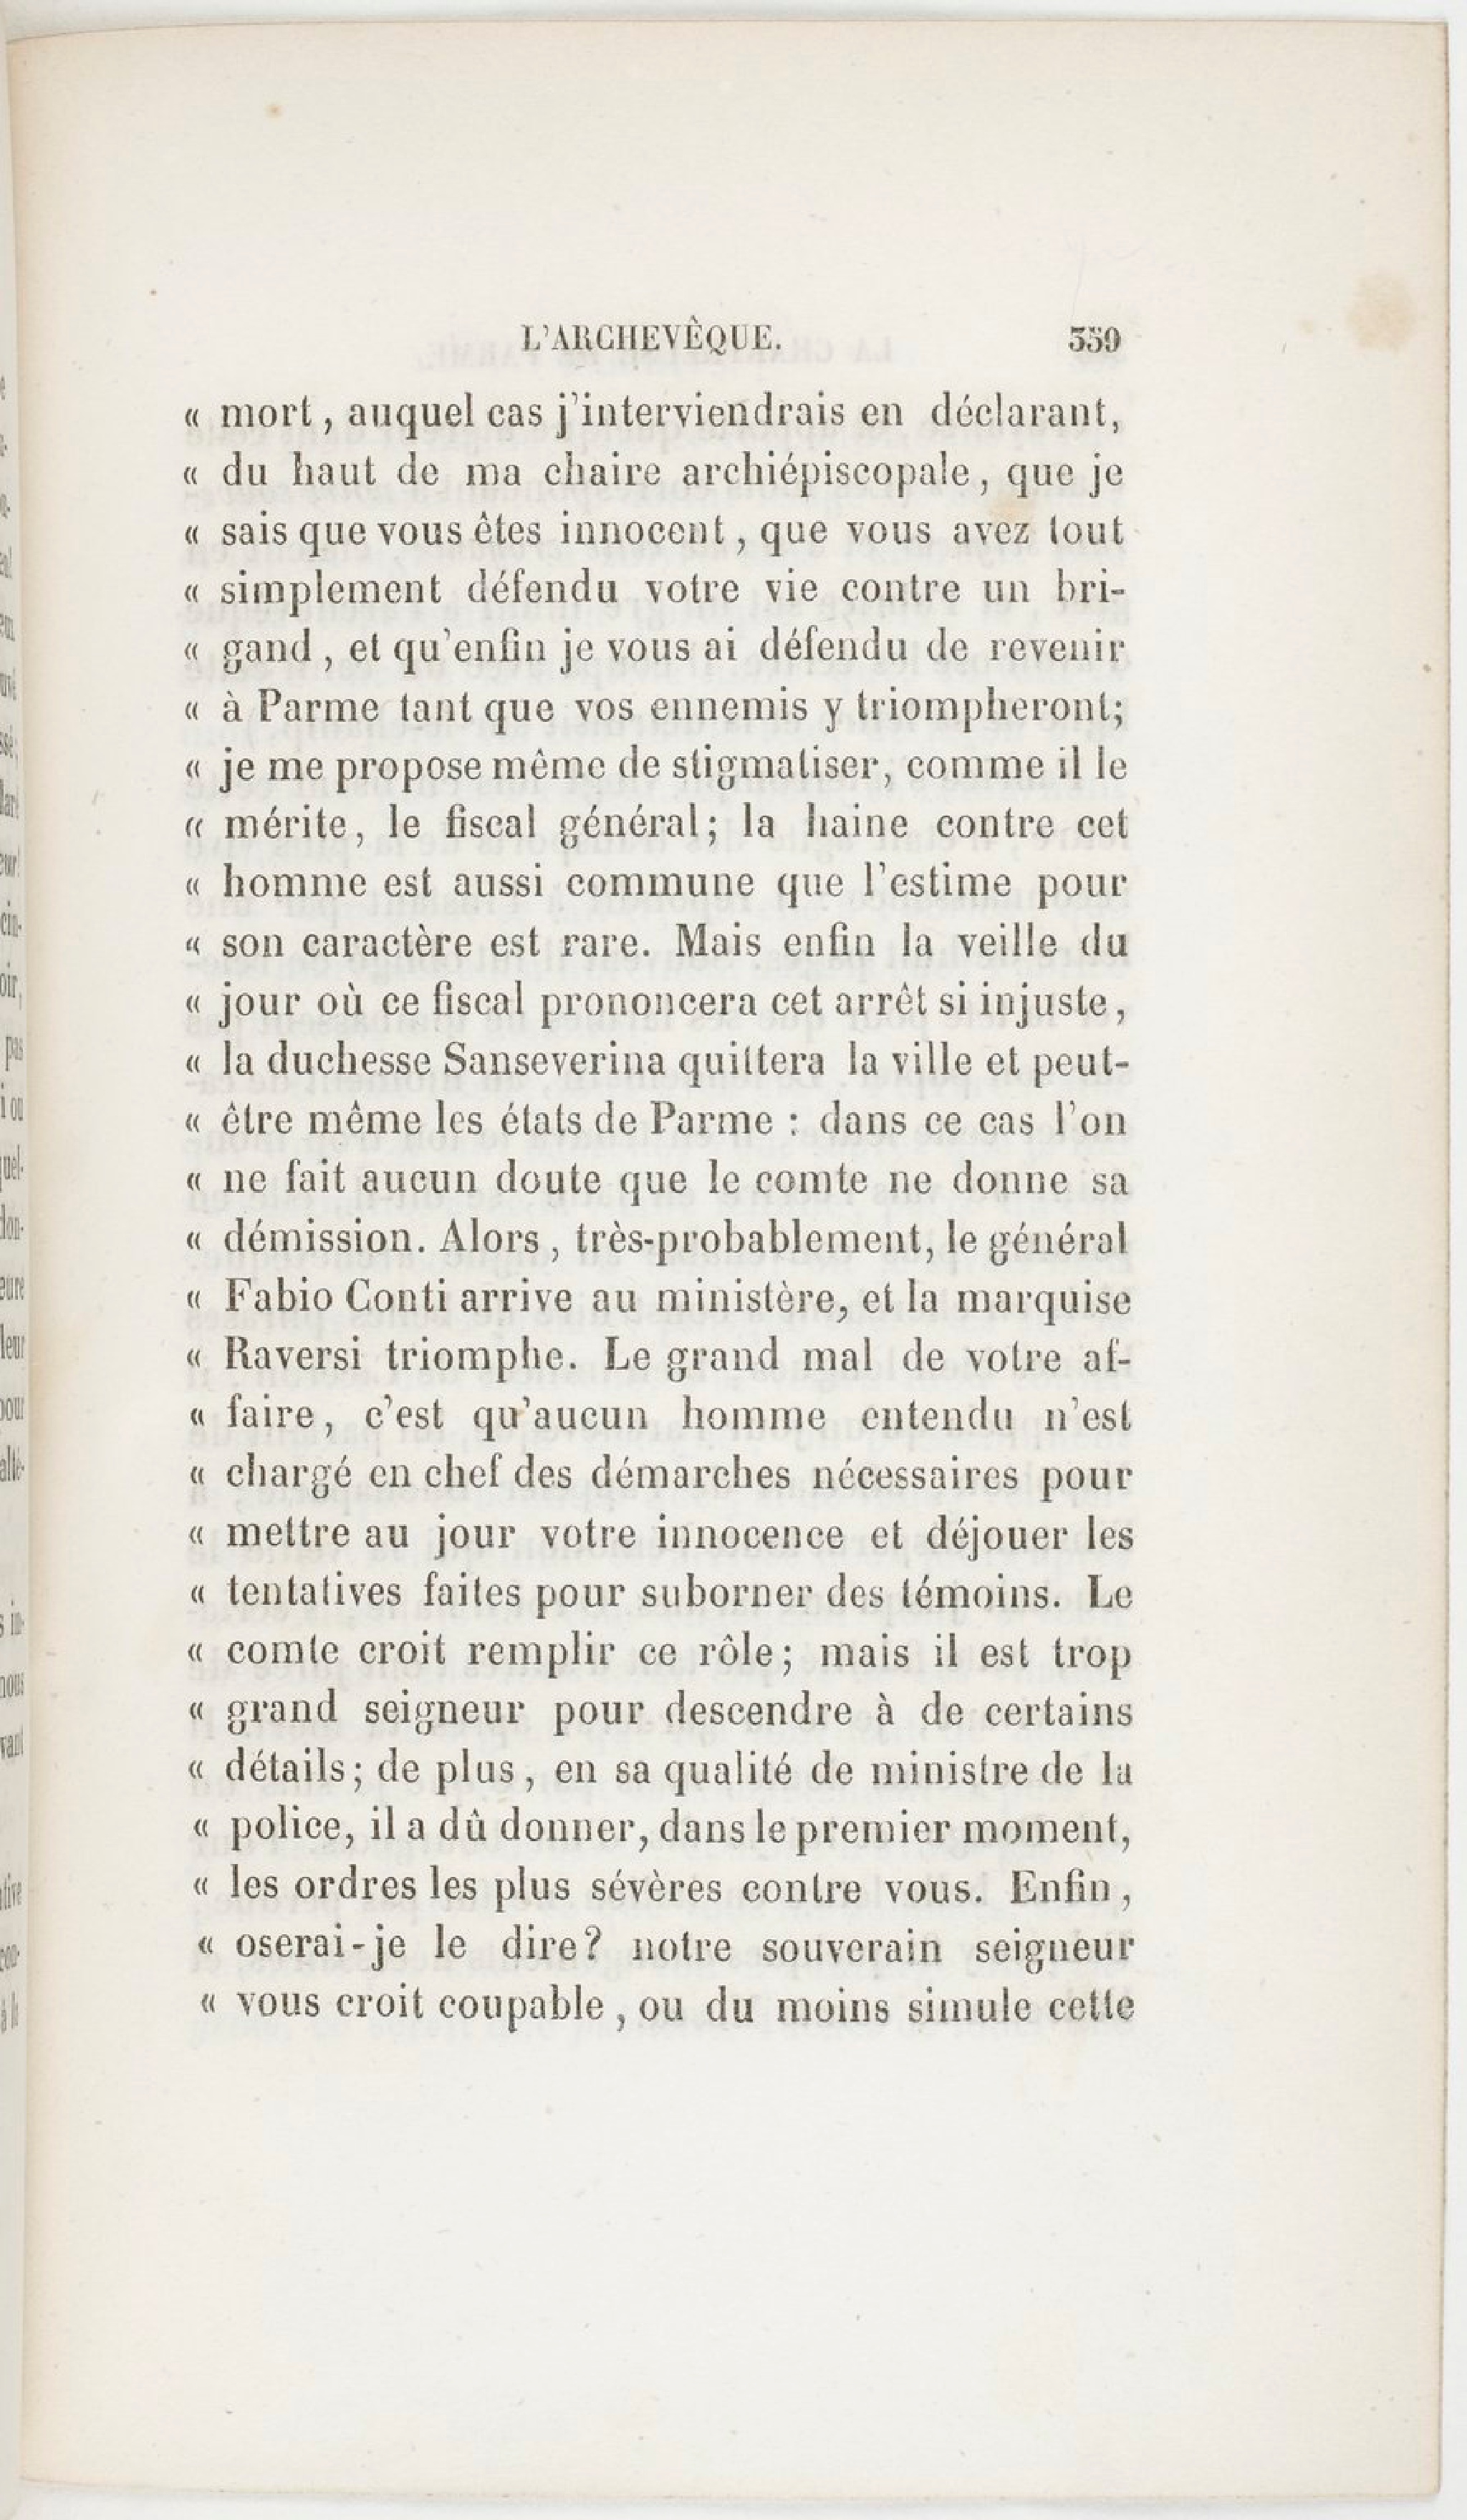 L'ARCHEVÊQUE. 359
« mort, auquel cas j'interviendrais en déclarant,
« du haut de ma chaire archiépiscopale, que je
« sais que vous êtes innocent, que vous avez tout
« simplement défendu votre vie contre un bri-
« gand, et qu'enfin je vous ai défendu de revenir
« à Parme tant que vos ennemis y triompheront;
« je me propose même de stigmatiser, comme il le
« mérite, le fiscal général; la haine contre cet
« homme est aussi commune que l'estime pour
« son caractère est rare. Mais enfin la veille du
« jour où ce fiscal prononcera cet arrêt si injuste,
« la duchesse Sanseverina quittera la ville et peut-
« être même les états de Parme : dans ce cas l'on
« ne fait aucun doute que le comte ne donne sa
« démission. Alors, très-probablement, le général
« Fabio Conti arrive au ministère, et la marquise
« Raversi triomphe. Le grand mal de votre af-
« faire, c'est qu'aucun homme entendu n'est
« chargé en chef des démarches nécessaires pour
« mettre au jour votre innocence et déjouer les
« tentatives faites pour suborner des témoins. Le
« comte croit remplir ce rôle; mais il est trop
« grand seigneur pour descendre à de certains
« détails; de plus, en sa qualité de ministre de la
« police, il a dû donner, dans le premier moment,
« les ordres les plus sévères contre vous. Enfin,
« oserai-je le dire? notre souverain seigneur
« vous croit coupable, ou du moins simule cette